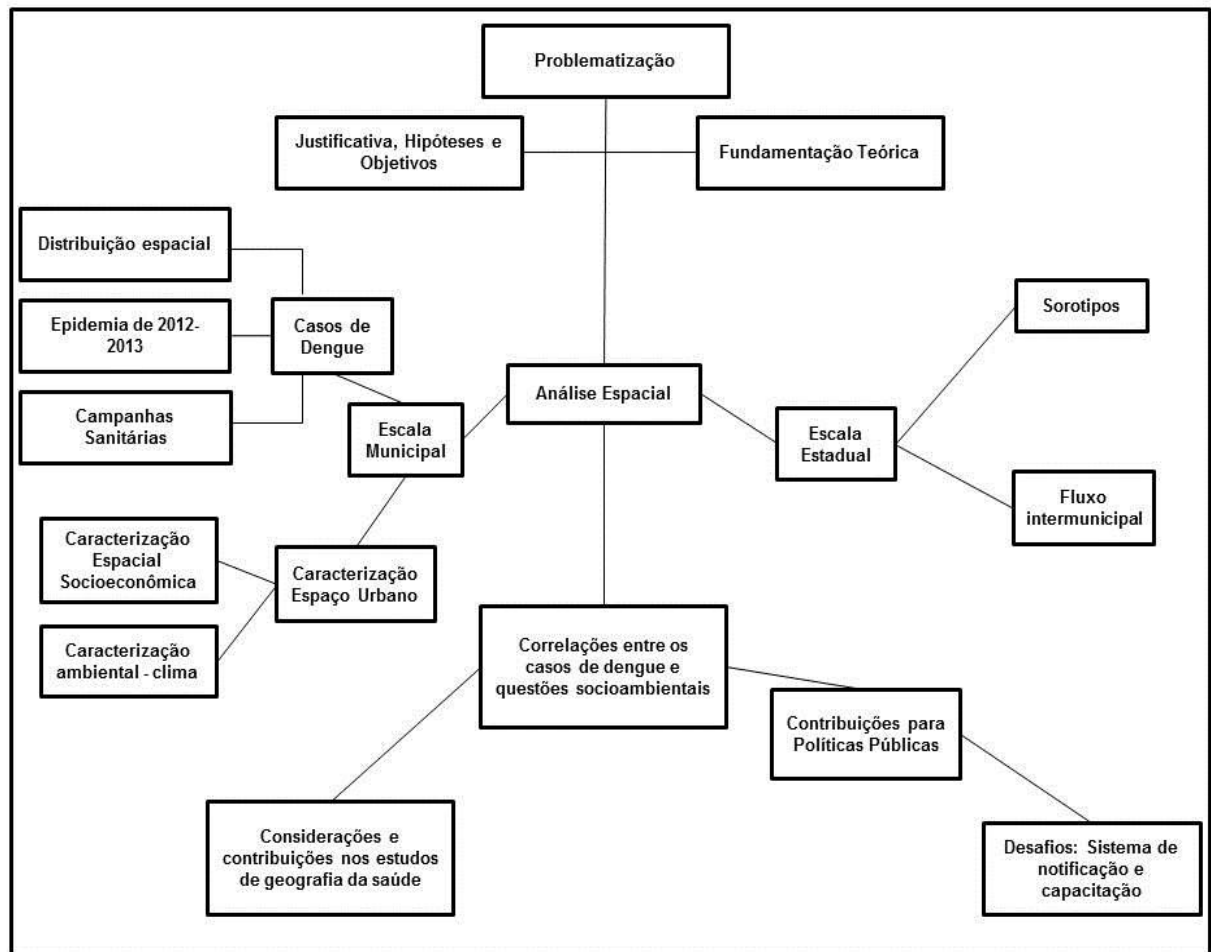 Problematização
Justificativa, Hipóteses e
Objetivos
Fundamentação Teórica
Distribuição espacial
Epidemia de 2012-
2013
Campanhas
Sanitárias
Casos de
Dengue
Escala
Municipal
Análise Espacial
Escala
Estadual
Sorotipos
Fluxo
intermunicipal
Caracterização
Espacial
Socioeconômica
Caracterização
ambiental - clima
Caracterização
Espaço Urbano
Correlações entre os
casos de dengue e
questões socioambientais
Contribuições para
Políticas Públicas
Considerações e
contribuições nos estudos
de geografia da saúde
Desafios: Sistema de
notificação e
capacitação